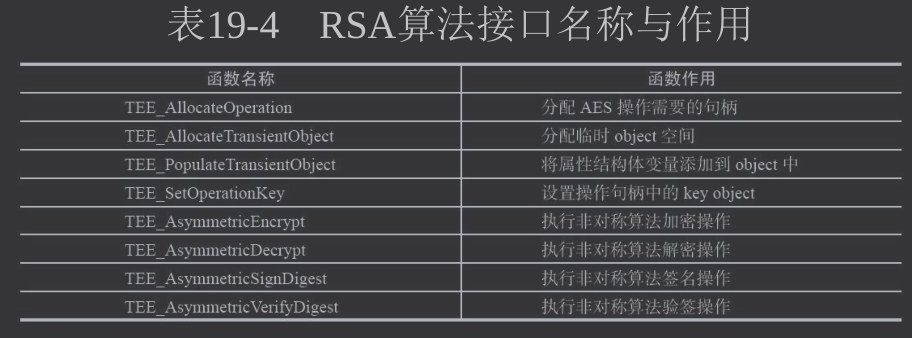 表19-4 RSA算法接口名称与作用
函数名称 函数作用
TEE_AllocateOperation 分配 AES 操作需要的句柄
TEE_AllocateTransientObject 分配临时 object 空间
TEE_PopulateTransientObject 将属性结构体变量添加到 object 中
TEE_SetOperationKey 设置操作句柄中的 key object
TEE_AsymmetricEncrypt 执行非对称算法加密操作
TEE_AsymmetricDecrypt 执行非对称算法解密操作
TEE_AsymmetricSignDigest 执行非对称算法签名操作
TEE_AsymmetricVerifyDigest 执行非对称算法验签操作